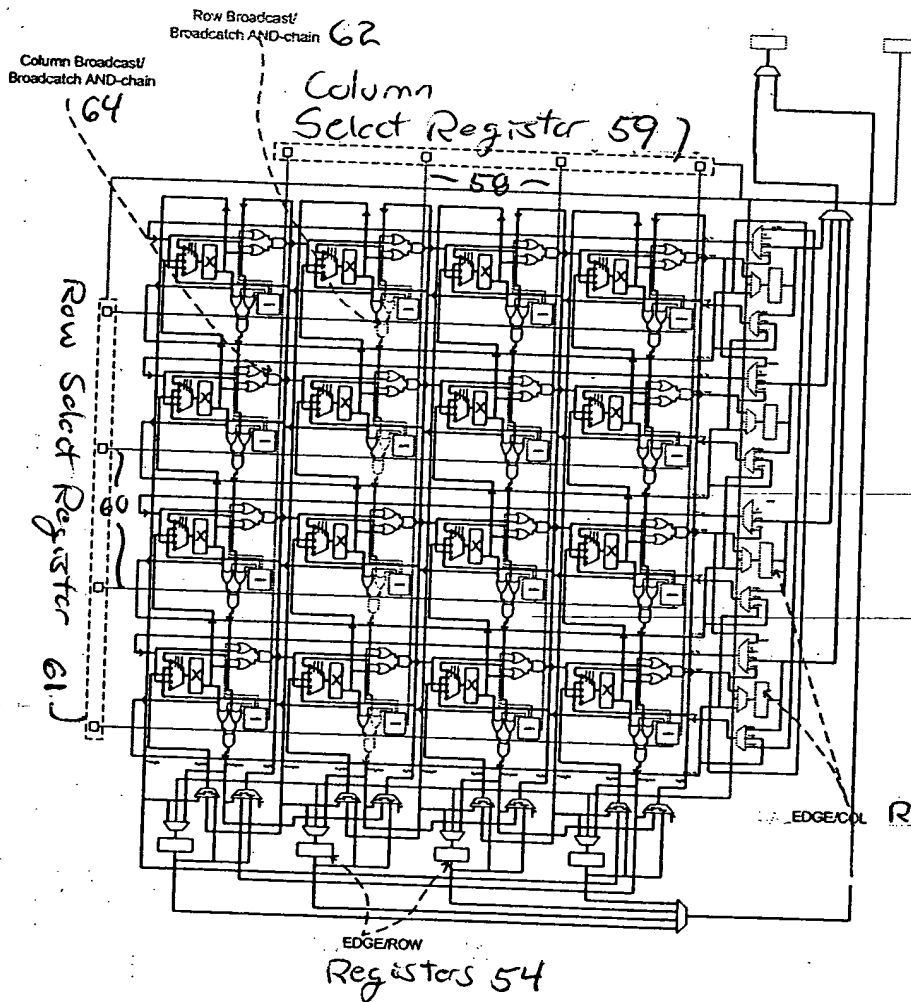 Row Broadcast/
Broadcatch AND-chain 62
Column Broadcast/
Broadcatch AND-chain
64
Column
Select Register 59
58
Row Select Register 61
60
EDGE/COL R
EDGE/ROW
Registers 54